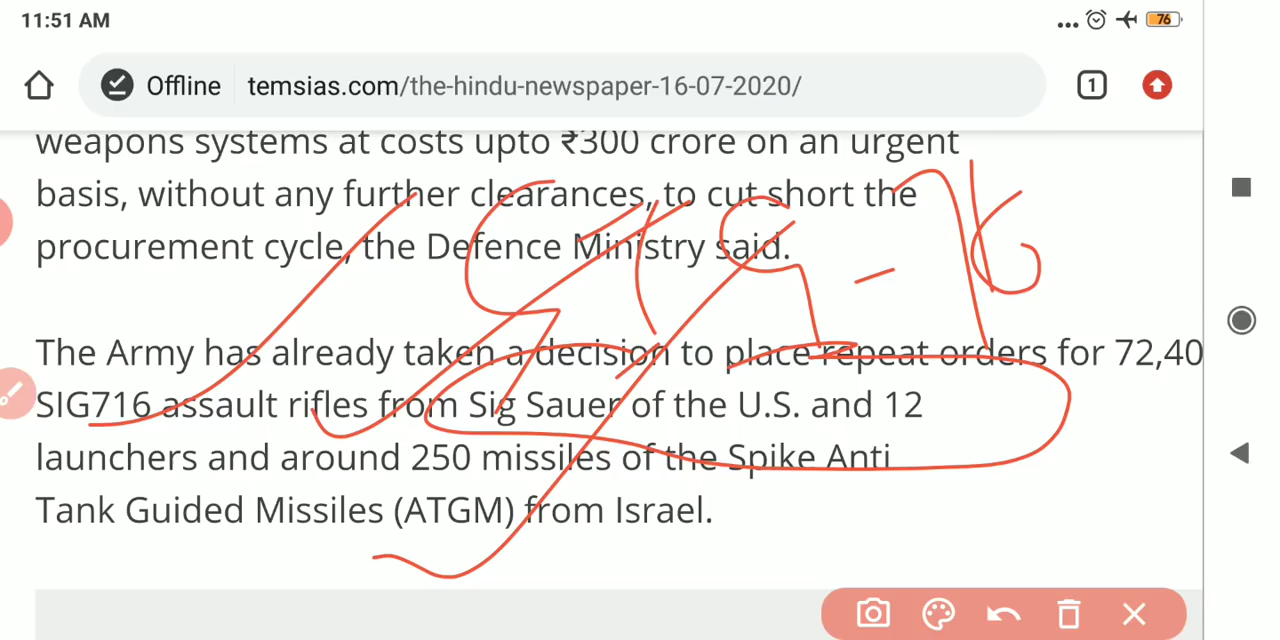 11:51 AM
76
Offline temsias.com/the-hindu-newspaper-16-07-2020/
1
weapons systems at costs upto ₹300 crore on an urgent
basis, without any further clearances, to cut short the
procurement cycle, the Defence Ministry said.
The Army has already taken a decision to place repeat orders for 72,40
SIG716 assault rifles from Sig Sauer of the U.S. and 12
launchers and around 250 missiles of the Spike Anti
Tank Guided Missiles (ATGM) from Israel.